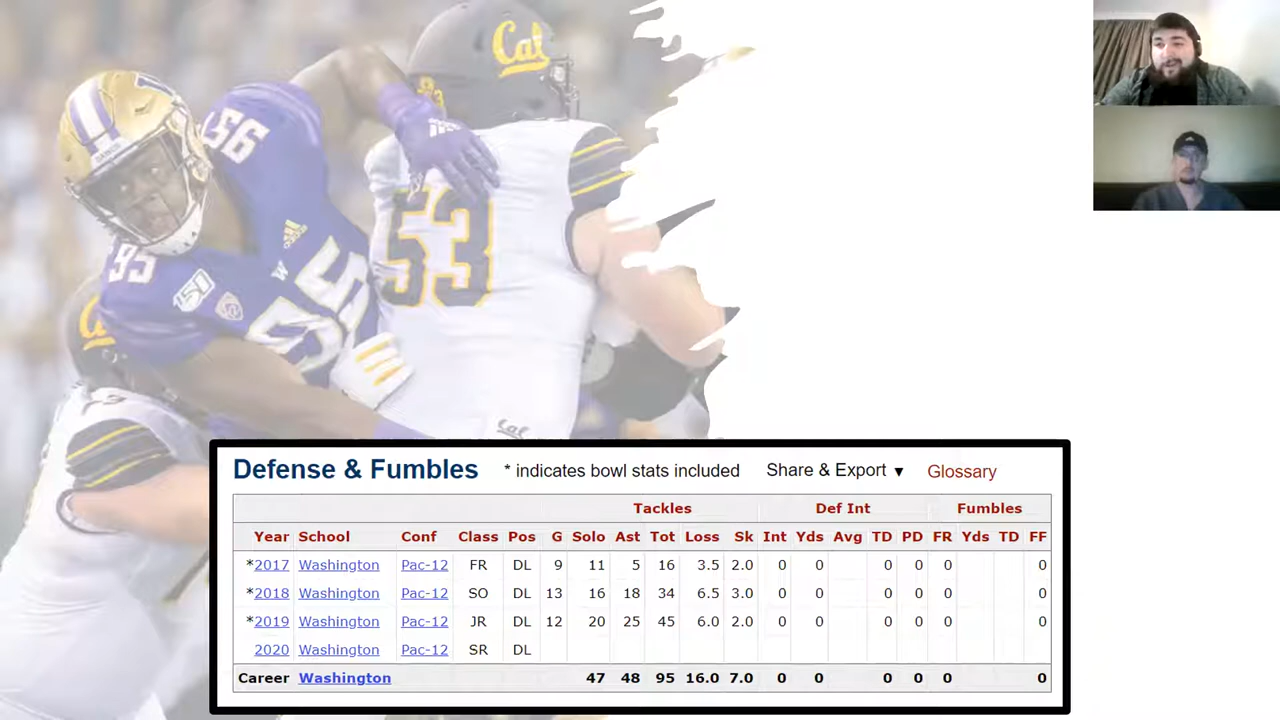 Cal
95
95
95
150
W
53
Cal
Defense & Fumbles * indicates bowl stats included Share & Export ▼ Glossary
Tackles Def Int Fumbles
Year School Conf Class Pos G Solo Ast Tot Loss Sk Int Yds Avg TD PD FR Yds TD FF
*2017 Washington Pac-12 FR DL 9 11 5 16 3.5 2.0 0 0 0 0 0 0
*2018 Washington Pac-12 SO DL 13 16 18 34 6.5 3.0 0 0 0 0 0 0
*2019 Washington Pac-12 JR DL 12 20 25 45 6.0 2.0 0 0 0 0 0 0
2020 Washington Pac-12 SR DL
Career Washington 47 48 95 16.0 7.0 0 0 0 0 0 0